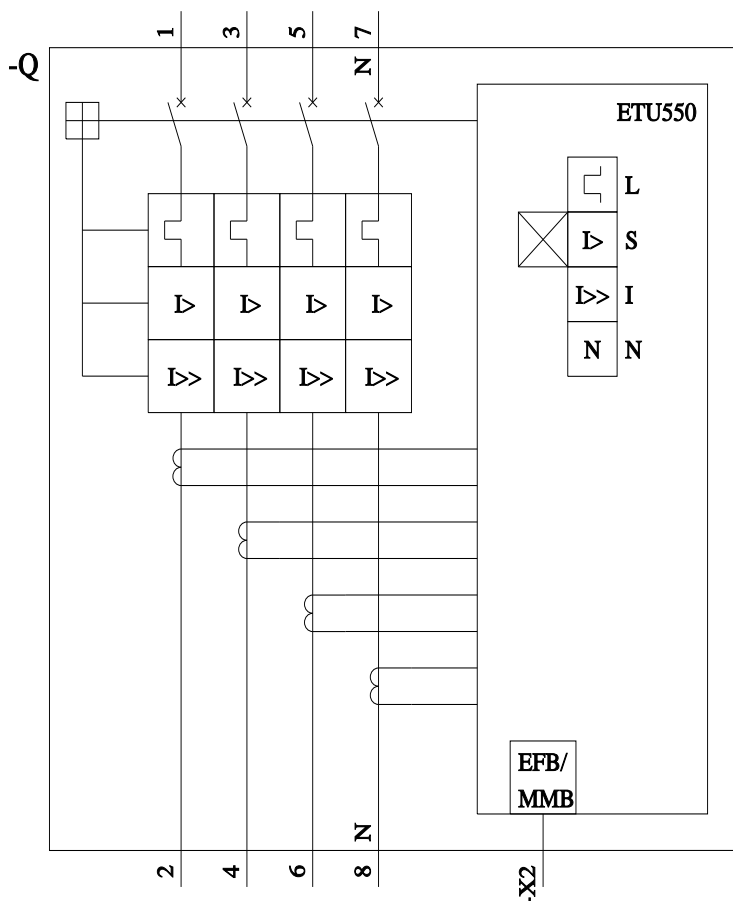 1 3 5 7
-Q
N
ETU550
L
I> S
I> I> I> I>
I>> I
I>> I>> I>> I>>
N N
EFB/
MMB
N
2 4 6 8
-X2